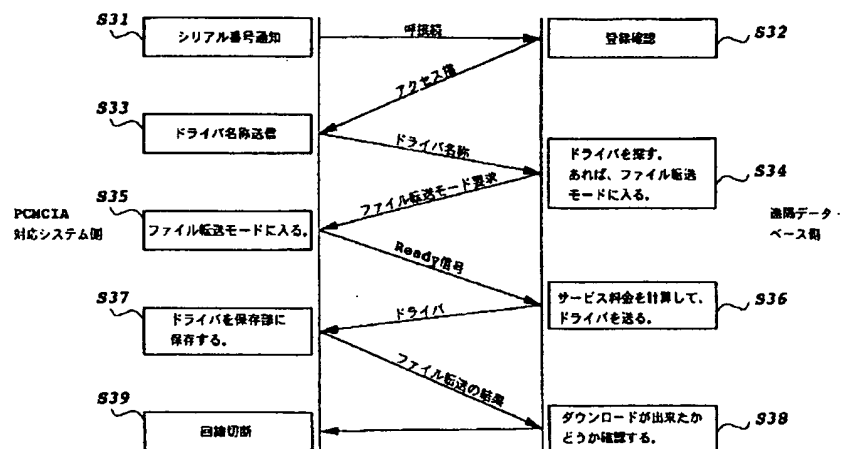 S31
シリアル番号通知
呼接続
登録確認
S32
アクセス権
S33
ドライバ名称送信
ドライバ名称
ドライバを探す。
あれば、ファイル転送
モードに入る。
S34
ファイル転送モード要求
S35
PCMCIA
対応システム側
ファイル転送モードに入る。
遠隔データ・
ベース側
Ready信号
S37
ドライバを保存部に
保存する。
ドライバ
サービス料金を計算して、
ドライバを送る。
S36
ファイル転送の結果
S39
回線切断
ダウンロードが出来たか
どうか確認する。
S38